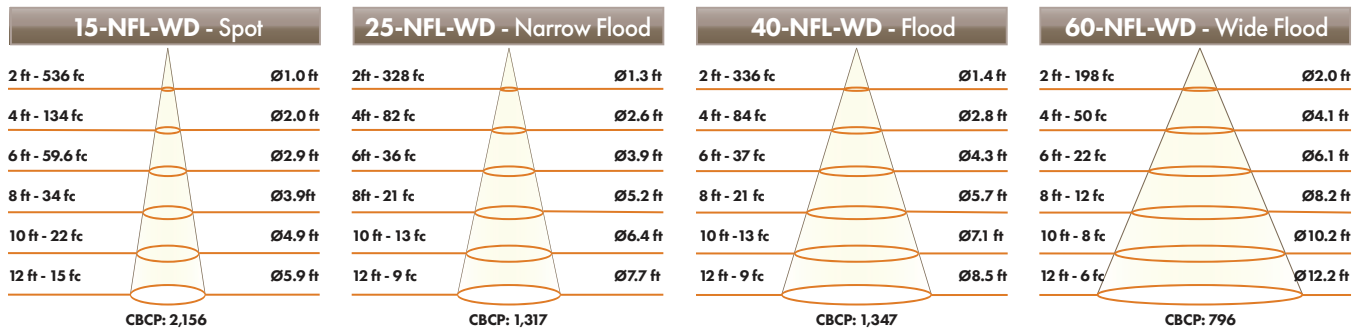 15-NFL-WD - Spot
2 ft - 536 fc Ø1.0 ft
4 ft - 134 fc Ø2.0 ft
6 ft - 59.6 fc Ø2.9 ft
8 ft - 34 fc Ø3.9ft
10 ft - 22 fc Ø4.9 ft
12 ft - 15 fc Ø5.9 ft
CBCP: 2,156
25-NFL-WD - Narrow Flood
2ft - 328 fc Ø1.3 ft
4ft - 82 fc Ø2.6 ft
6ft - 36 fc Ø3.9 ft
8ft - 21 fc Ø5.2 ft
10 ft - 13 fc Ø6.4 ft
12 ft - 9 fc Ø7.7 ft
CBCP: 1,317
40-NFL-WD - Flood
2 ft - 336 fc Ø1.4 ft
4 ft - 84 fc Ø2.8 ft
6 ft - 37 fc Ø4.3 ft
8 ft - 21 fc Ø5.7 ft
10 ft -13 fc Ø7.1 ft
12 ft - 9 fc Ø8.5 ft
CBCP: 1,347
60-NFL-WD - Wide Flood
2 ft - 198 fc Ø2.0 ft
4 ft - 50 fc Ø4.1 ft
6 ft - 22 fc Ø6.1 ft
8 ft - 12 fc Ø8.2 ft
10 ft - 8 fc Ø10.2 ft
12 ft - 6 fc Ø12.2 ft
CBCP: 796